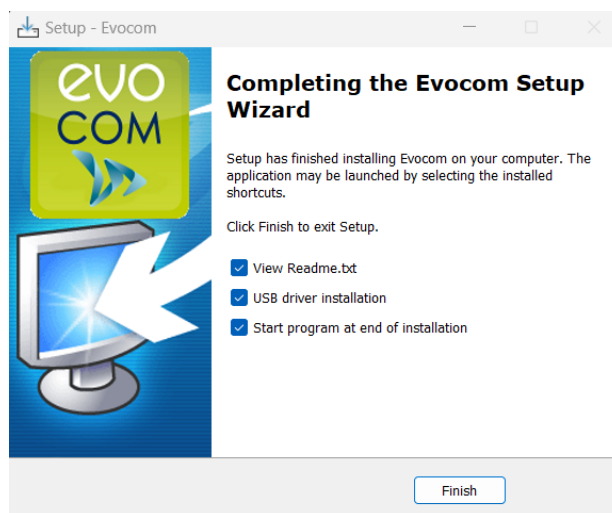 Setup - Evocom
evo
COM
Completing the Evocom Setup
Wizard
Setup has finished installing Evocom on your computer. The
application may be launched by selecting the installed
shortcuts.
Click Finish to exit Setup.
View Readme.txt
USB driver installation
Start program at end of installation
Finish